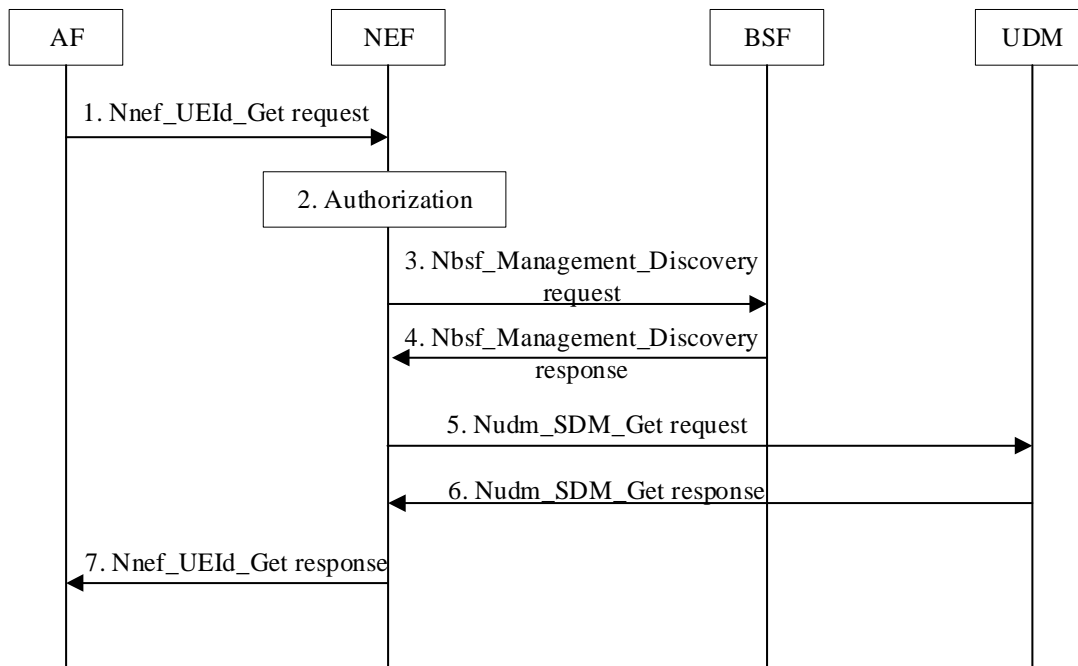 AF
NEF
BSF
UDM
1. Nnef_UEId_Get request
2. Authorization
3. Nbsf_Management_Discovery
request
4. Nbsf_Management_Discovery
response
5. Nudm_SDM_Get request
6. Nudm_SDM_Get response
7. Nnef_UEId_Get response